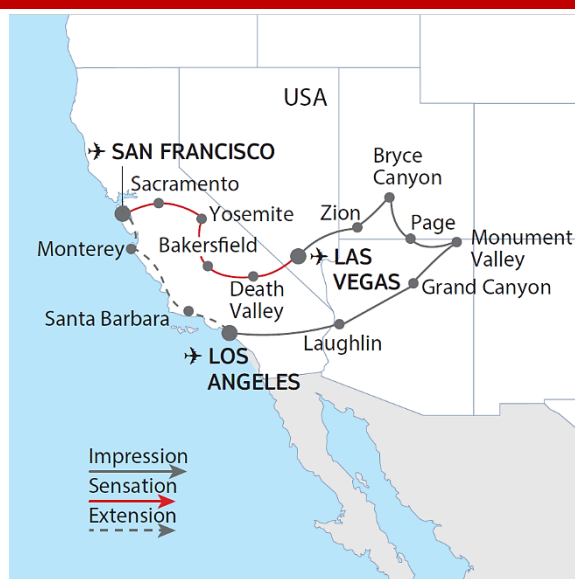 USA
SAN FRANCISCO
Sacramento
Yosemite
Monterey
Bakersfield
Death
Valley
Santa Barbara
LOS
ANGELES
LAS
VEGAS
Zion
Bryce
Canyon
Page
Monument
Valley
Grand Canyon
Laughlin
Impression
Sensation
Extension